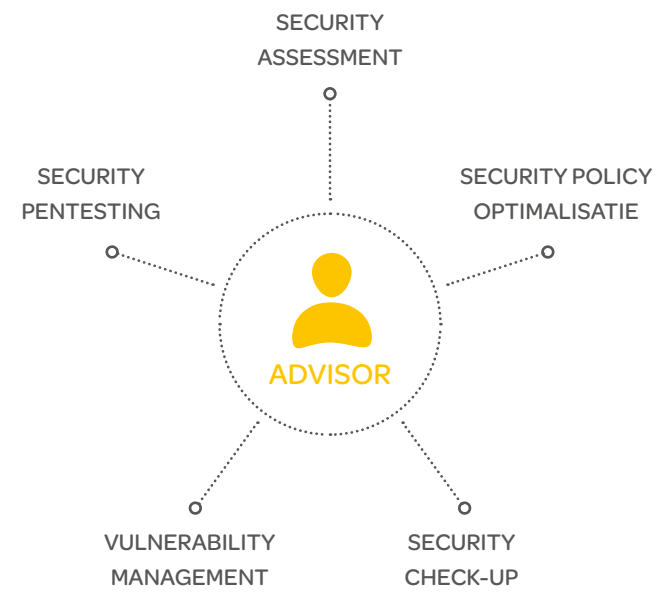 SECURITY
ASSESSMENT
SECURITY
PENTESTING
SECURITY POLICY
OPTIMALISATIE
ADVISOR
VULNERABILITY
MANAGEMENT
SECURITY
CHECK-UP